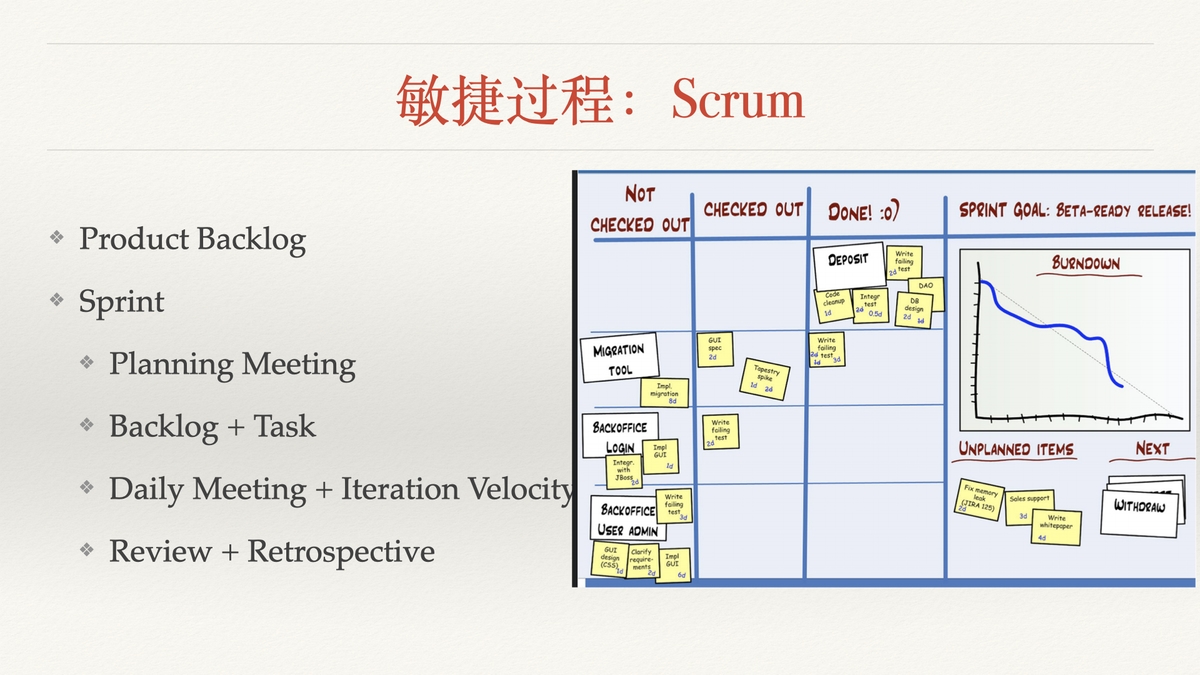 敏捷过程：Scrum
Product Backlog
Sprint
Planning Meeting
Backlog + Task
Daily Meeting + Iteration Velocity
Review + Retrospective
NOT
CHECKED OUT
CHECKED OUT
DONE! :o)
SPRINT GOAL: BETA-READY RELEASE!
DEPOSIT
Write
failing
test
2d
DAO
Code
cleanup
1d
Integr
test
2d 0.5d
DB
design
2d 1d
BURNDOWN
MIGRATION
TOOL
Impl.
migration
8d
GUI
spec
2d
Tapestry
spike
1d 2d
Write
failing
test
2d
1d
3d
BACKOFFICE
LOGIN
Integr.
with
JBoss
2d
Impl
GUI
1d
Write
failing
test
2d
BACKOFFICE
USER ADMIN
Write
failing
test
3d
GUI
design
(CSS)
1d
Clarify
require-
ments
2d
Impl
GUI
6d
UNPLANNED ITEMS
NEXT
Fix memory
leak
(JIRA 125)
2d
Sales support
3d
Write
whitepaper
4d
WITHDRAW